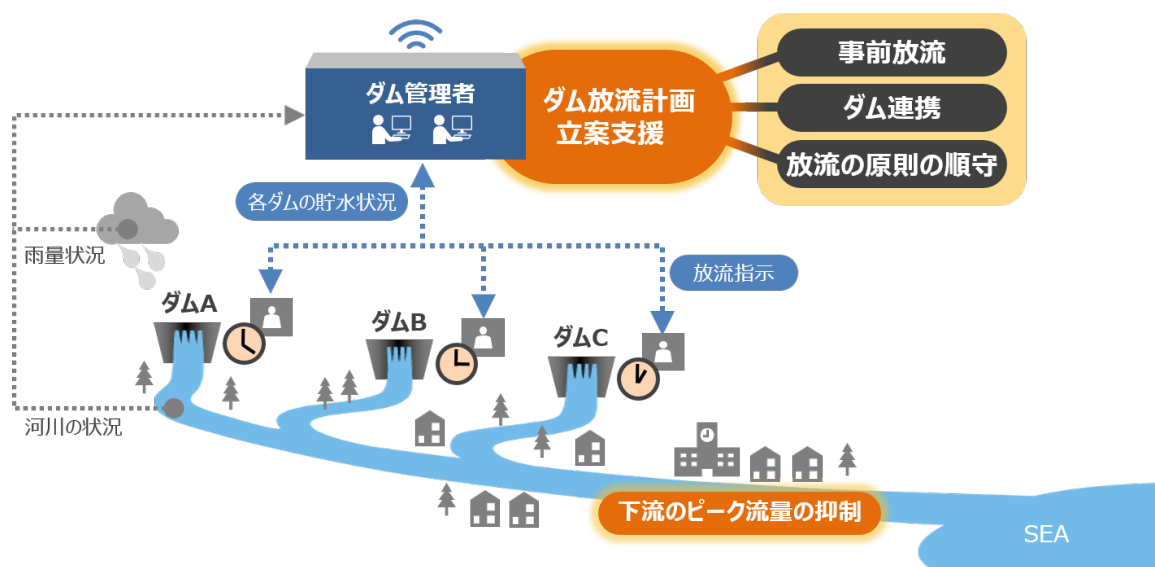 ダム管理者
ダム放流計画
立案支援
事前放流
ダム連携
放流の原則の順守
各ダムの貯水状況
雨量状況
放流指示
ダムA
ダムB
ダムC
河川の状況
下流のピーク流量の抑制
SEA